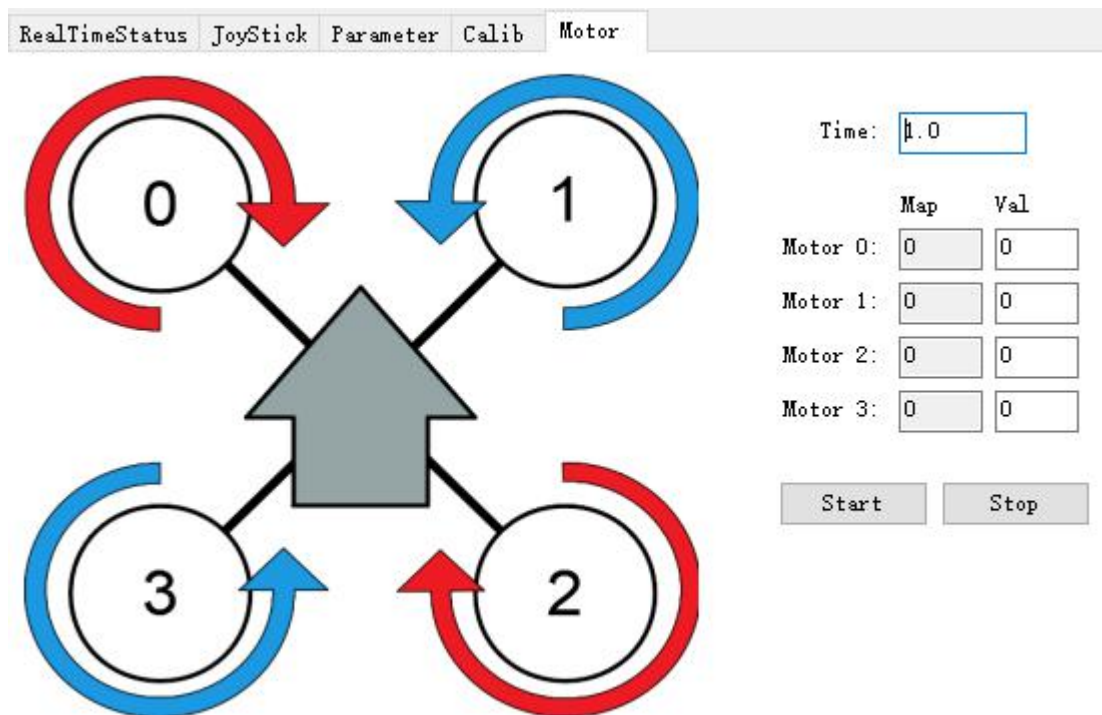 RealTimeStatus JoyStick Parameter Calib Motor
0 1
Time: 1.0
Map Val
Motor 0: 0 0
Motor 1: 0 0
Motor 2: 0 0
Motor 3: 0 0
Start Stop
3 2